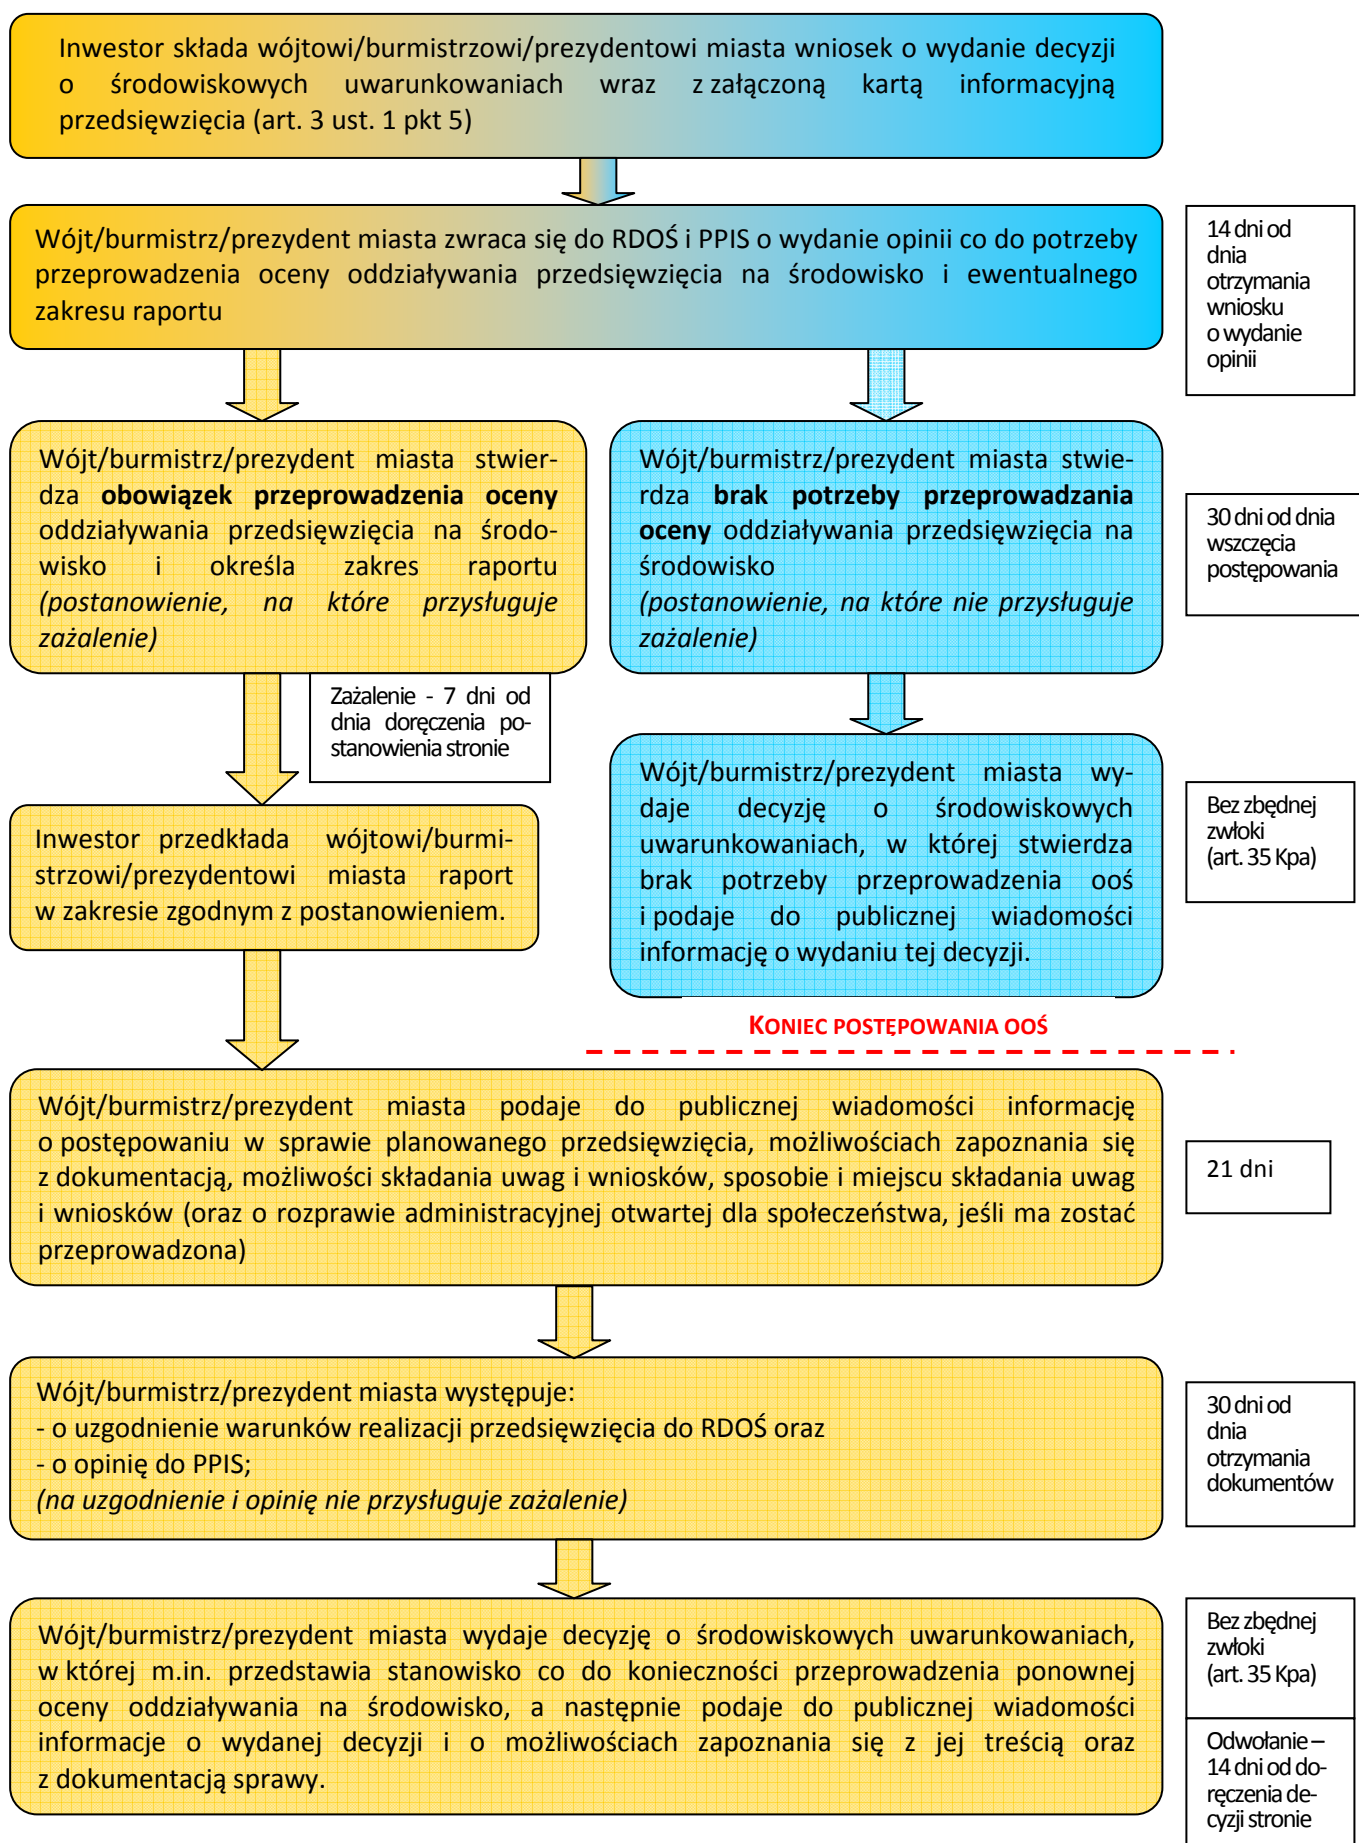 Inwestor składa wójtowi/burmistrzowi/prezydentowi miasta wniosek o wydanie decyzji
o środowiskowych uwarunkowaniach wraz z załączoną kartą informacyjną
przedsięwzięcia (art. 3 ust. 1 pkt 5)
Wójt/burmistrz/prezydent miasta zwraca się do RDOŚ i PPIS o wydanie opinii co do potrzeby
przeprowadzenia oceny oddziaływania przedsięwzięcia na środowisko i ewentualnego
zakresu raportu
14 dni od
dnia
otrzymania
wniosku
o wydanie
opinii
Wójt/burmistrz/prezydent miasta stwier-
dza obowiązek przeprowadzenia oceny
oddziaływania przedsięwzięcia na środo-
wisko i określa zakres raportu
(postanowienie, na które przysługuje
zażalenie)
Wójt/burmistrz/prezydent miasta stwie-
rdza brak potrzeby przeprowadzania
oceny oddziaływania przedsięwzięcia na
środowisko
(postanowienie, na które nie przysługuje
zażalenie)
30 dni od dnia
wszczęcia
postępowania
Zażalenie - 7 dni od
dnia doręczenia po-
stanowienia stronie
Inwestor przedkłada wójtowi/burmi-
strzowi/prezydentowi miasta raport
w zakresie zgodnym z postanowieniem.
Wójt/burmistrz/prezydent miasta wy-
daje decyzję o środowiskowych
uwarunkowaniach, w której stwierdza
brak potrzeby przeprowadzenia ooś
i podaje do publicznej wiadomości
informację o wydaniu tej decyzji.
Bez zbędnej
zwłoki
(art. 35 Kpa)
KONIEC POSTĘPOWANIA OOŚ
Wójt/burmistrz/prezydent miasta podaje do publicznej wiadomości informację
o postępowaniu w sprawie planowanego przedsięwzięcia, możliwościach zapoznania się
z dokumentacją, możliwości składania uwag i wniosków, sposobie i miejscu składania uwag
i wniosków (oraz o rozprawie administracyjnej otwartej dla społeczeństwa, jeśli ma zostać
przeprowadzona)
21 dni
Wójt/burmistrz/prezydent miasta występuje:
- o uzgodnienie warunków realizacji przedsięwzięcia do RDOŚ oraz
- o opinię do PPIS;
(na uzgodnienie i opinię nie przysługuje zażalenie)
30 dni od
dnia
otrzymania
dokumentów
Wójt/burmistrz/prezydent miasta wydaje decyzję o środowiskowych uwarunkowaniach,
w której m.in. przedstawia stanowisko co do konieczności przeprowadzenia ponownej
oceny oddziaływania na środowisko, a następnie podaje do publicznej wiadomości
informacje o wydanej decyzji i o możliwościach zapoznania się z jej treścią oraz
z dokumentacją sprawy.
Bez zbędnej
zwłoki
(art. 35 Kpa)
Odwołanie –
14 dni od do-
ręczenia de-
cyzji stronie